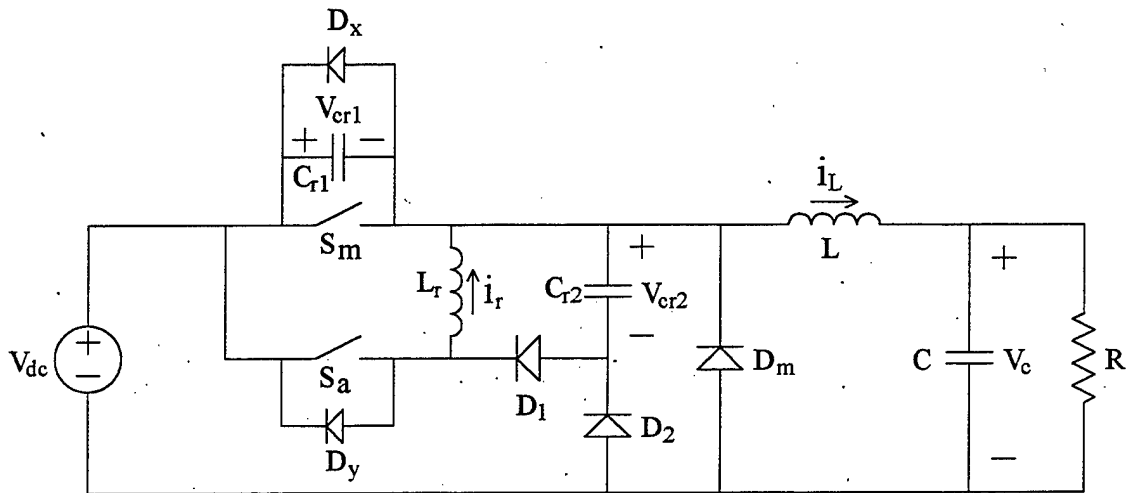 Dx
Vcr1
+ −
Cr1
Sm
iL
L
Lr
ir
Cr2
+
Vcr2
−
Vdc
+
−
Sa
Dy
D1
D2
Dm
C
+
Vc
−
R